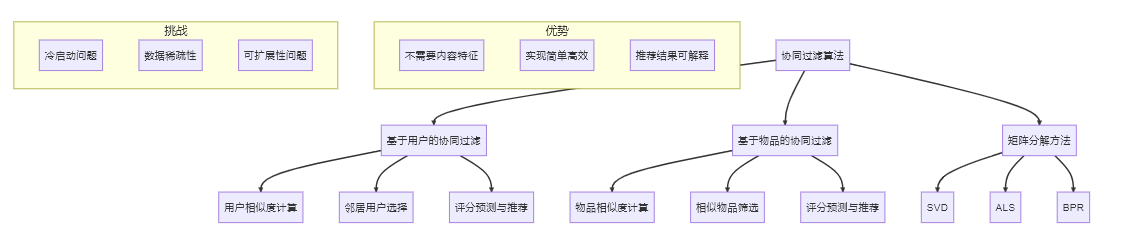 挑战
冷启动问题
数据稀疏性
可扩展性问题
优势
不需要内容特征
实现简单高效
推荐结果可解释
协同过滤算法
基于用户的协同过滤
基于物品的协同过滤
矩阵分解方法
用户相似度计算
邻居用户选择
评分预测与推荐
物品相似度计算
相似物品筛选
评分预测与推荐
SVD
ALS
BPR